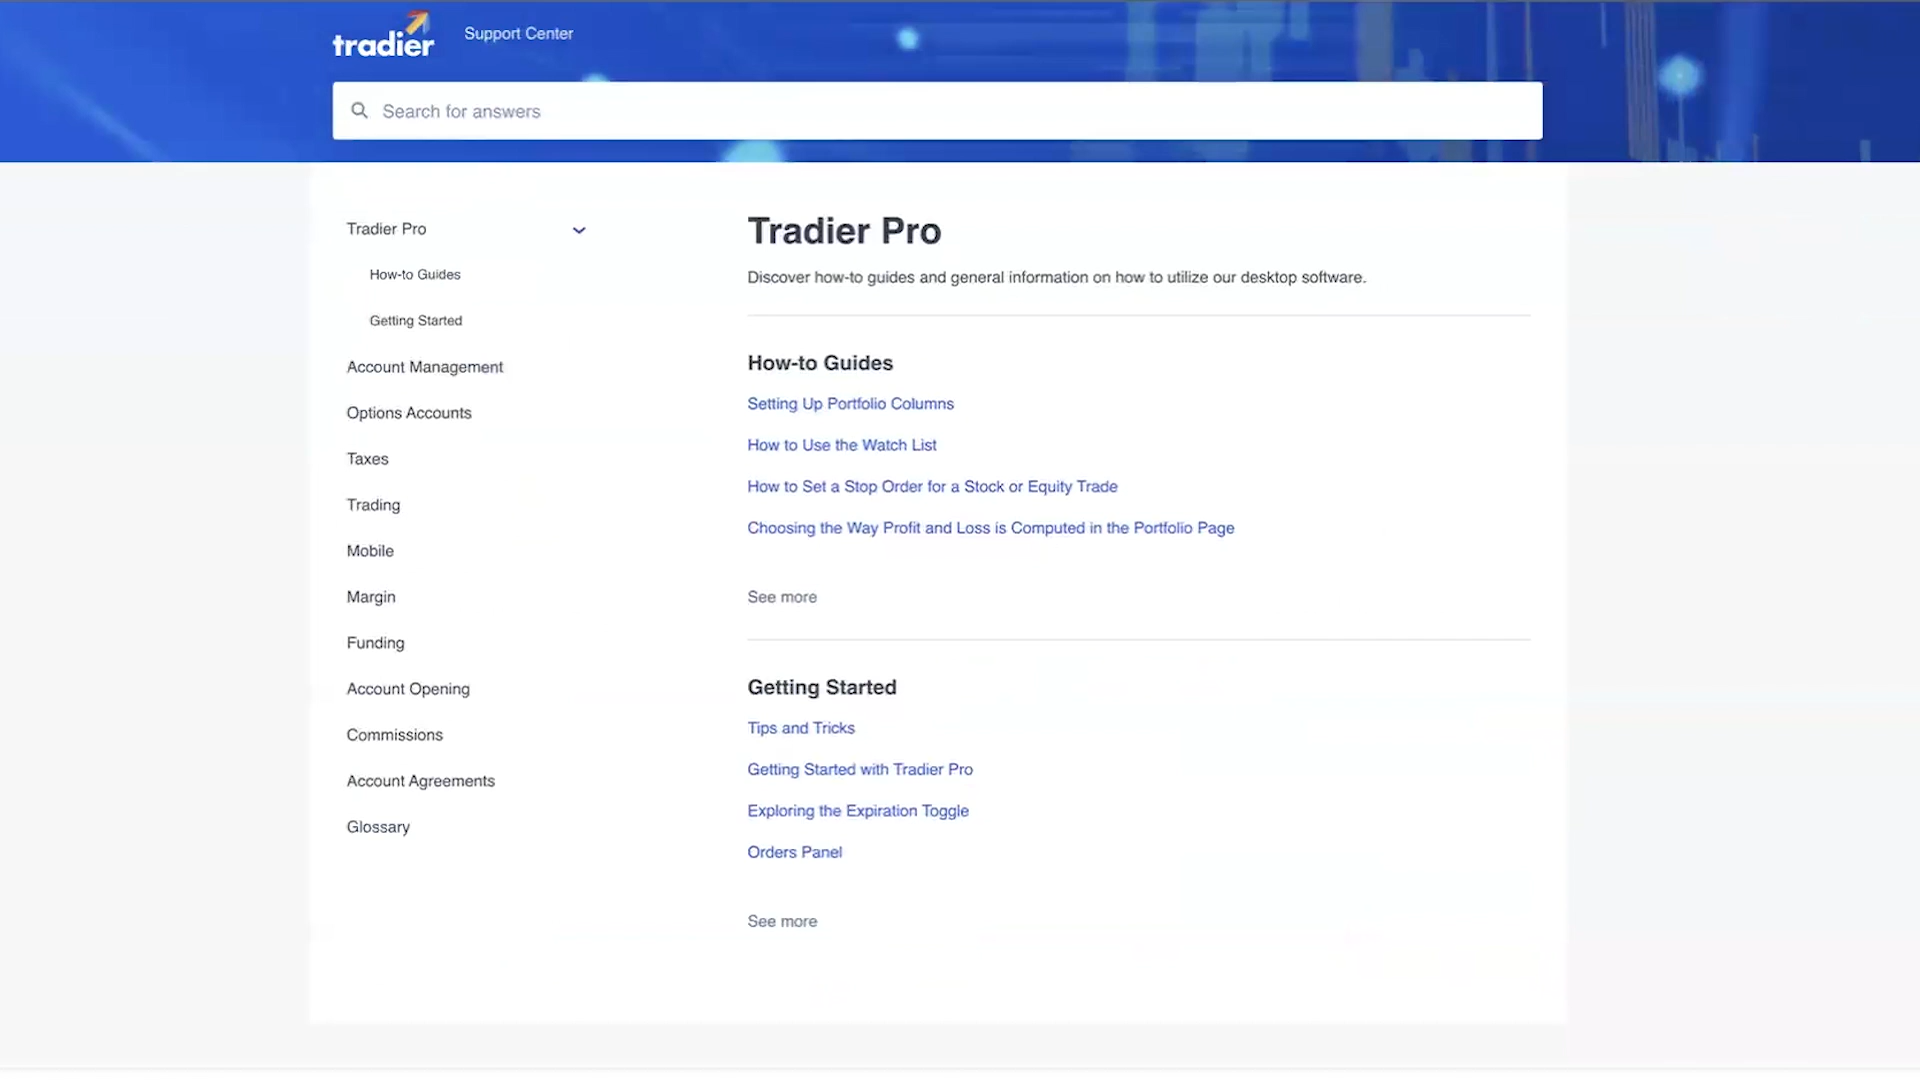 tradier
Support Center
Search for answers
Tradier Pro
How-to Guides
Getting Started
Account Management
Options Accounts
Taxes
Trading
Mobile
Margin
Funding
Account Opening
Commissions
Account Agreements
Glossary
Tradier Pro
Discover how-to guides and general information on how to utilize our desktop software.
How-to Guides
Setting Up Portfolio Columns
How to Use the Watch List
How to Set a Stop Order for a Stock or Equity Trade
Choosing the Way Profit and Loss is Computed in the Portfolio Page
See more
Getting Started
Tips and Tricks
Getting Started with Tradier Pro
Exploring the Expiration Toggle
Orders Panel
See more